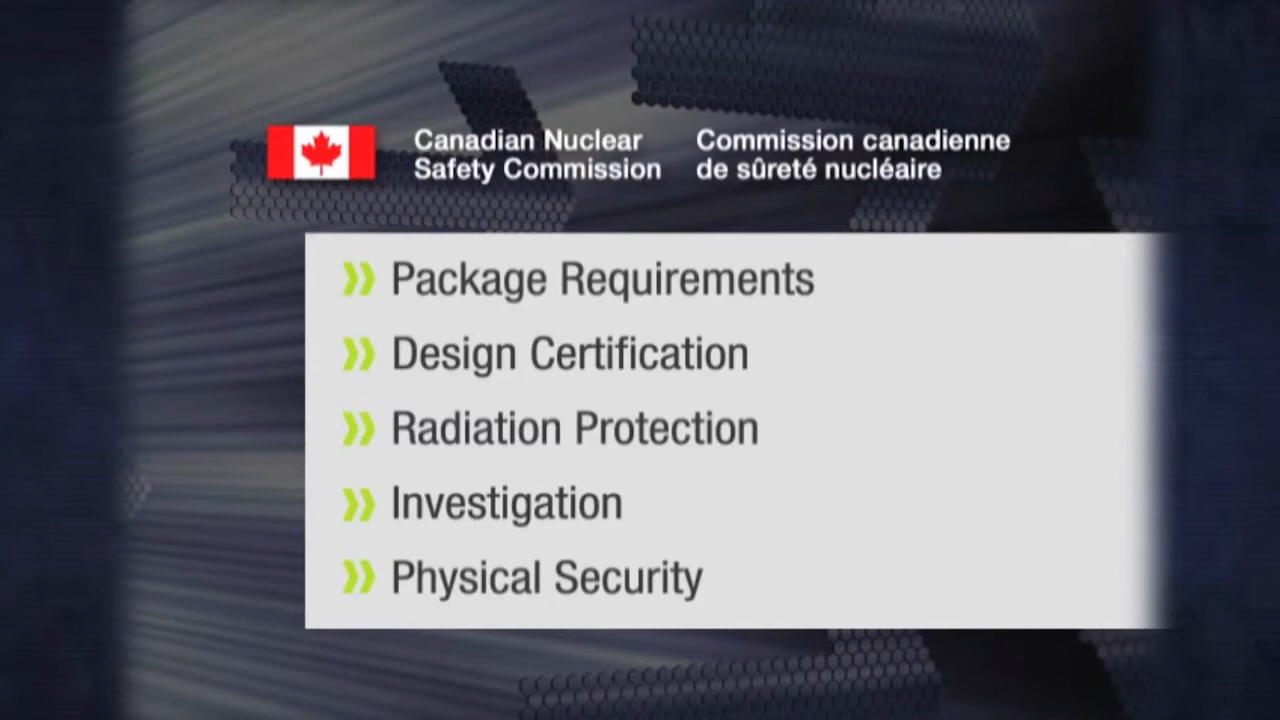 Canadian Nuclear
Safety Commission
Commission canadienne
de sûreté nucléaire
Package Requirements
Design Certification
Radiation Protection
Investigation
Physical Security